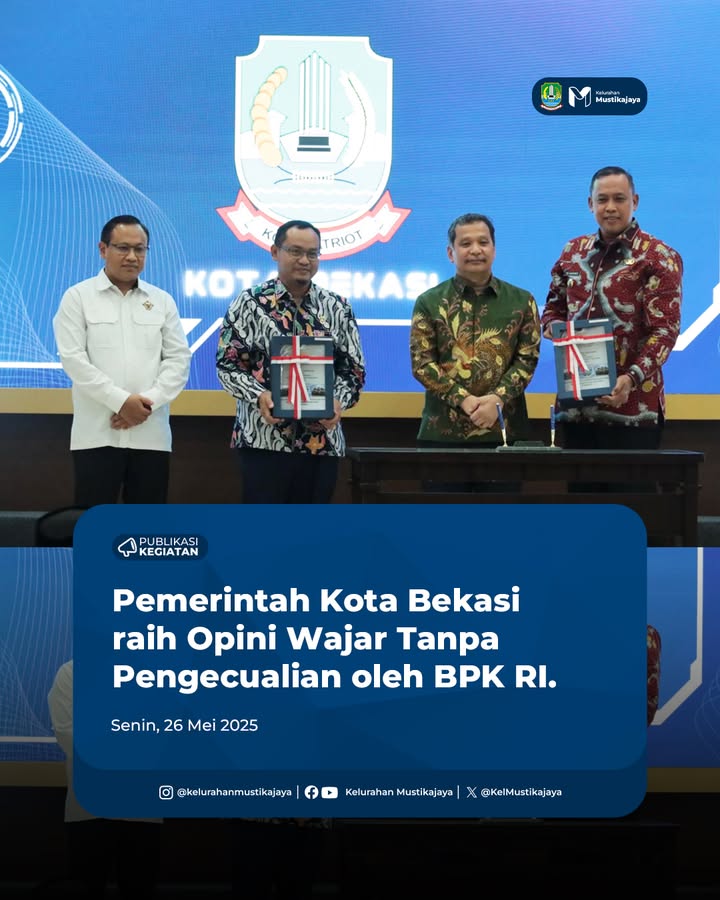 Kelurahan
Mustikajaya
KOTA BEKASI
PUBLIKASI
KEGIATAN
Pemerintah Kota Bekasi
raih Opini Wajar Tanpa
Pengecualian oleh BPK RI.
Senin, 26 Mei 2025
@kelurahanmustikajaya | Kelurahan Mustikajaya | @KelMustikajaya